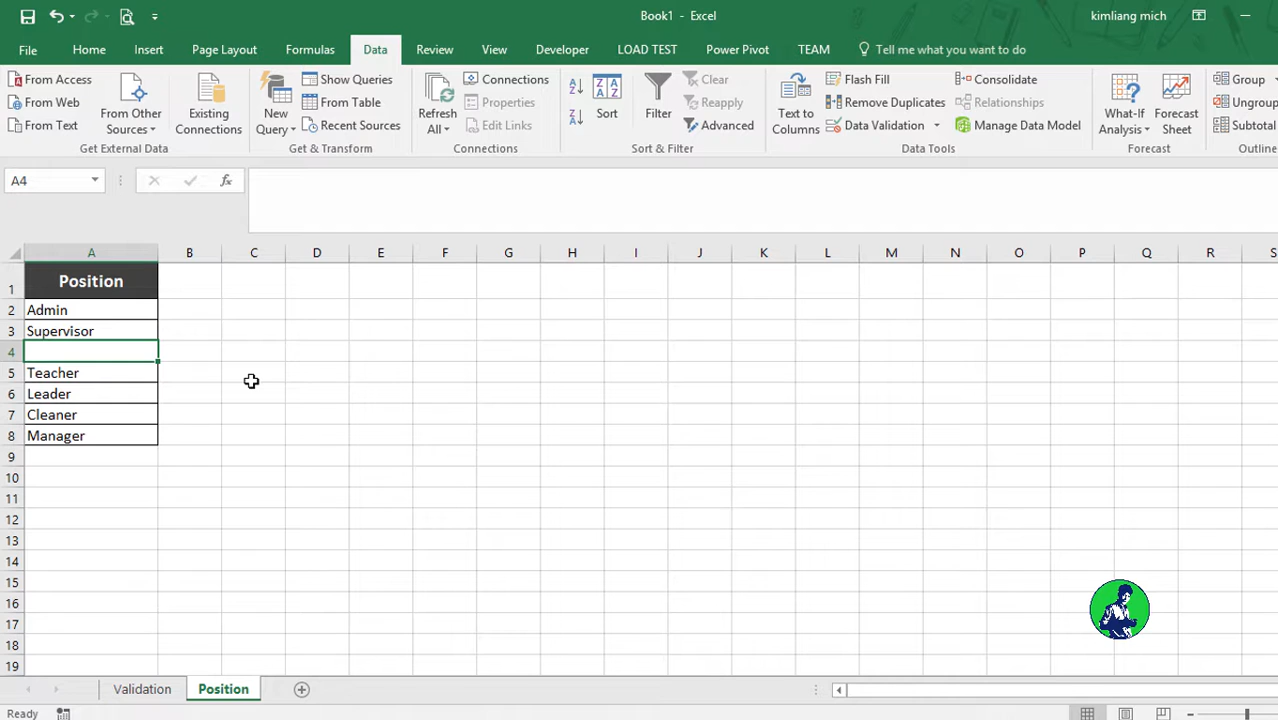 Book1 - Excel
kimliang mich
File Home Insert Page Layout Formulas Data Review View Developer LOAD TEST Power Pivot TEAM Tell me what you want to do
From Access
From Web
From Text
From Other
Sources
Existing
Connections
Get External Data
New
Query
Show Queries
From Table
Recent Sources
Get & Transform
Refresh
All
Connections
Properties
Edit Links
Connections
Sort
Filter
Clear
Reapply
Advanced
Sort & Filter
Text to
Columns
Flash Fill
Remove Duplicates
Data Validation
Consolidate
Relationships
Manage Data Model
Data Tools
What-If
Analysis
Forecast
Sheet
Forecast
Group
Ungroup
Subtotal
Outline
A4
fx
A B C D E F G H I J K L M N O P Q R S
1 Position
2 Admin
3 Supervisor
4
5 Teacher
6 Leader
7 Cleaner
8 Manager
9
10
11
12
13
14
15
16
17
18
19
Validation Position
Ready